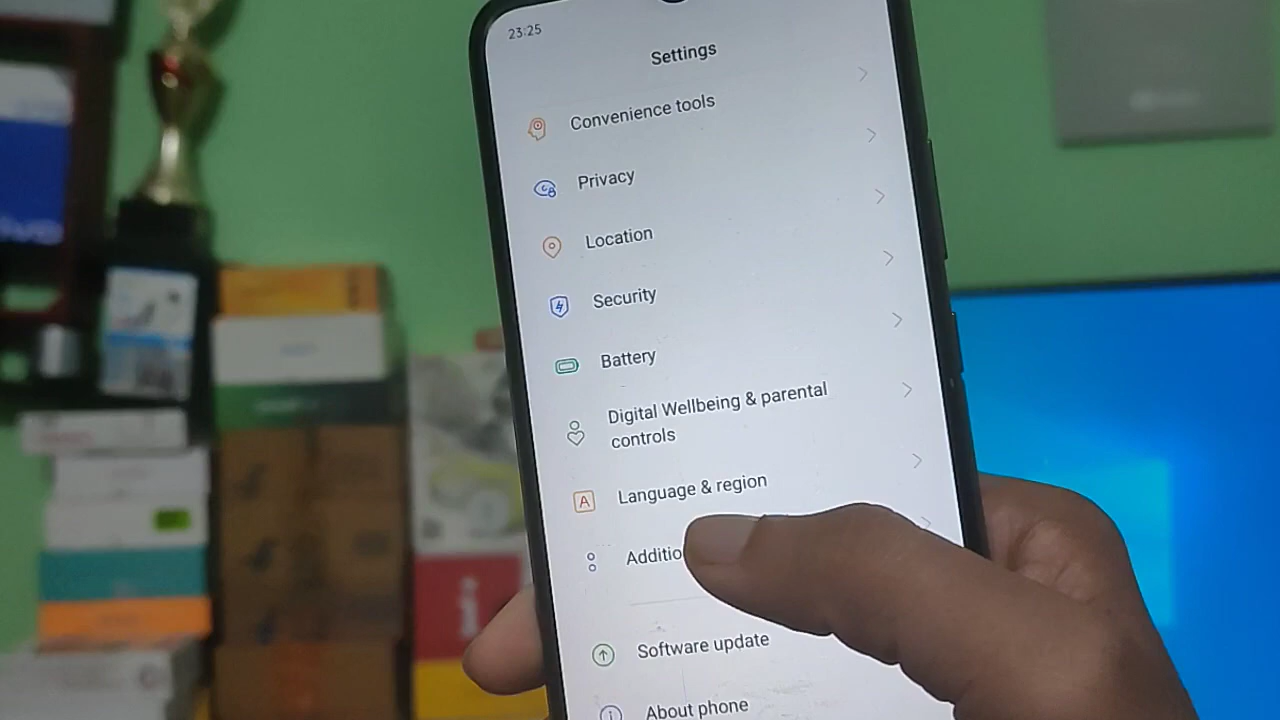 23:25
Settings
Convenience tools
Privacy
Location
Security
Battery
Digital Wellbeing & parental
controls
A
Language & region
Additio
Software update
About phone